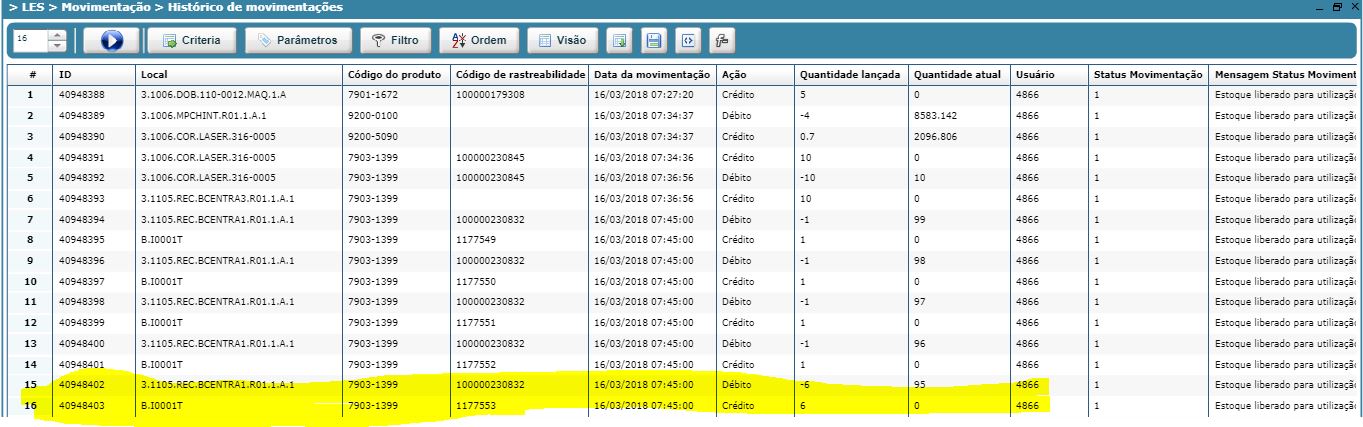 > LES > Movimentação > Histórico de movimentações
16 Criteria Parâmetros Filtro Ordem Visão
# ID Local Código do produto Código de rastreabilidade Data da movimentação Ação Quantidade lançada Quantidade atual Usuário Status Movimentação Mensagem Status Moviment
1 40948388 3.1006.DOB.110-0012.MAQ.1.A 7901-1672 100000179308 16/03/2018 07:27:20 Crédito 5 0 4866 1 Estoque liberado para utilizaçã
2 40948389 3.1006.MPCHINT.R01.1.A.1 9200-0100 16/03/2018 07:34:37 Débito -4 8583.142 4866 1 Estoque liberado para utilizaçã
3 40948390 3.1006.COR.LASER.316-0005 9200-5090 16/03/2018 07:34:37 Crédito 0.7 2096.806 4866 1 Estoque liberado para utilizaçã
4 40948391 3.1006.COR.LASER.316-0005 7903-1399 100000230845 16/03/2018 07:34:36 Crédito 10 0 4866 1 Estoque liberado para utilizaçã
5 40948392 3.1006.COR.LASER.316-0005 7903-1399 100000230845 16/03/2018 07:36:56 Débito -10 10 4866 1 Estoque liberado para utilizaçã
6 40948393 3.1105.REC.BCENTRA3.R01.1.A.1 7903-1399 16/03/2018 07:36:56 Crédito 10 0 4866 1 Estoque liberado para utilizaçã
7 40948394 3.1105.REC.BCENTRA1.R01.1.A.1 7903-1399 100000230832 16/03/2018 07:45:00 Débito -1 99 4866 1 Estoque liberado para utilizaçã
8 40948395 B.I0001T 7903-1399 1177549 16/03/2018 07:45:00 Crédito 1 0 4866 1 Estoque liberado para utilizaçã
9 40948396 3.1105.REC.BCENTRA1.R01.1.A.1 7903-1399 100000230832 16/03/2018 07:45:00 Débito -1 98 4866 1 Estoque liberado para utilizaçã
10 40948397 B.I0001T 7903-1399 1177550 16/03/2018 07:45:00 Crédito 1 0 4866 1 Estoque liberado para utilizaçã
11 40948398 3.1105.REC.BCENTRA1.R01.1.A.1 7903-1399 100000230832 16/03/2018 07:45:00 Débito -1 97 4866 1 Estoque liberado para utilizaçã
12 40948399 B.I0001T 7903-1399 1177551 16/03/2018 07:45:00 Crédito 1 0 4866 1 Estoque liberado para utilizaçã
13 40948400 3.1105.REC.BCENTRA1.R01.1.A.1 7903-1399 100000230832 16/03/2018 07:45:00 Débito -1 96 4866 1 Estoque liberado para utilizaçã
14 40948401 B.I0001T 7903-1399 1177552 16/03/2018 07:45:00 Crédito 1 0 4866 1 Estoque liberado para utilizaçã
15 40948402 3.1105.REC.BCENTRA1.R01.1.A.1 7903-1399 100000230832 16/03/2018 07:45:00 Débito -6 95 4866 1 Estoque liberado para utilizaçã
16 40948403 B.I0001T 7903-1399 1177553 16/03/2018 07:45:00 Crédito 6 0 4866 1 Estoque liberado para utilizaçã